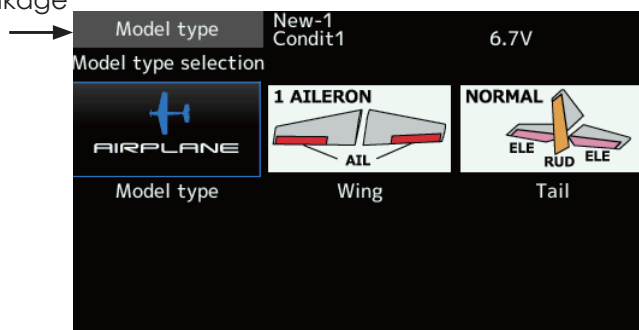 Model type
New-1
Condit1
6.7V
Model type selection
AIRPLANE
1 AILERON
AIL
NORMAL
ELE
RUD
ELE
Model type
Wing
Tail